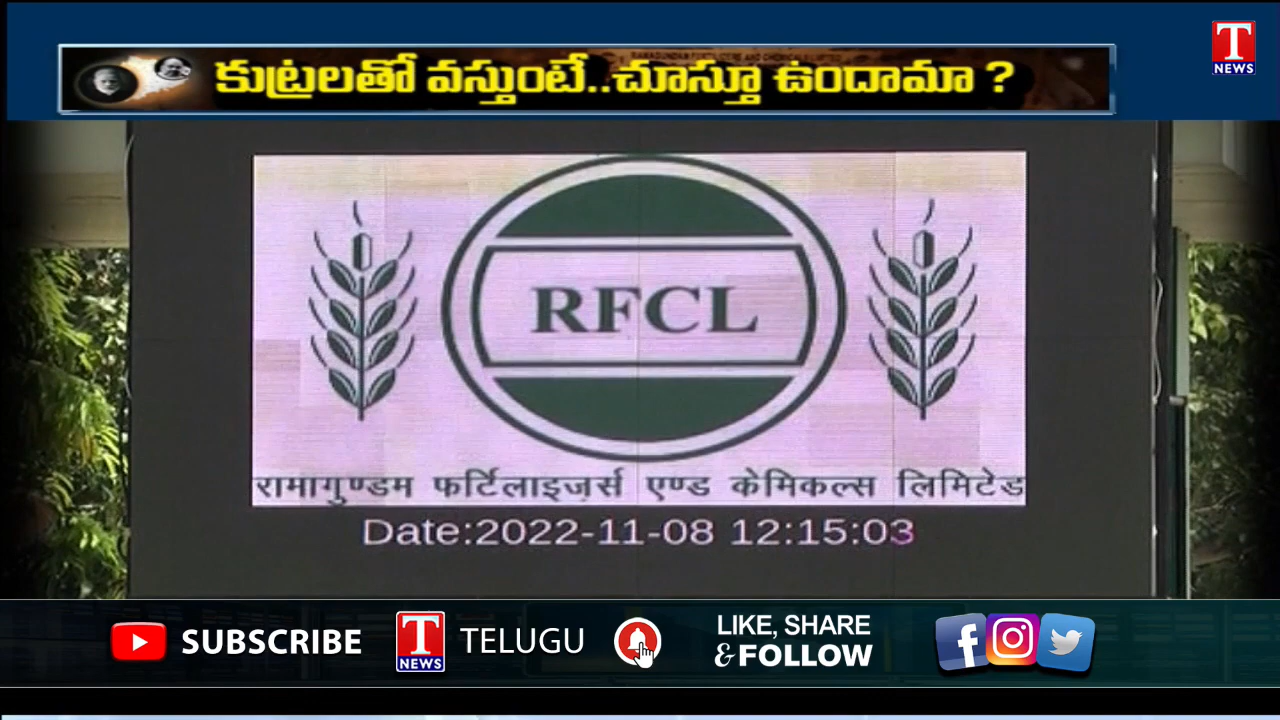 కుట్రలతో వస్తుంటే..చూస్తూ ఉందామా ?
T
NEWS
RFCL
रामागुण्डम फर्टिलाइज़र्स एण्ड केमिकल्स लिमिटेड
Date:2022-11-08 12:15:03
SUBSCRIBE
T
NEWS
TELUGU
LIKE, SHARE
& FOLLOW